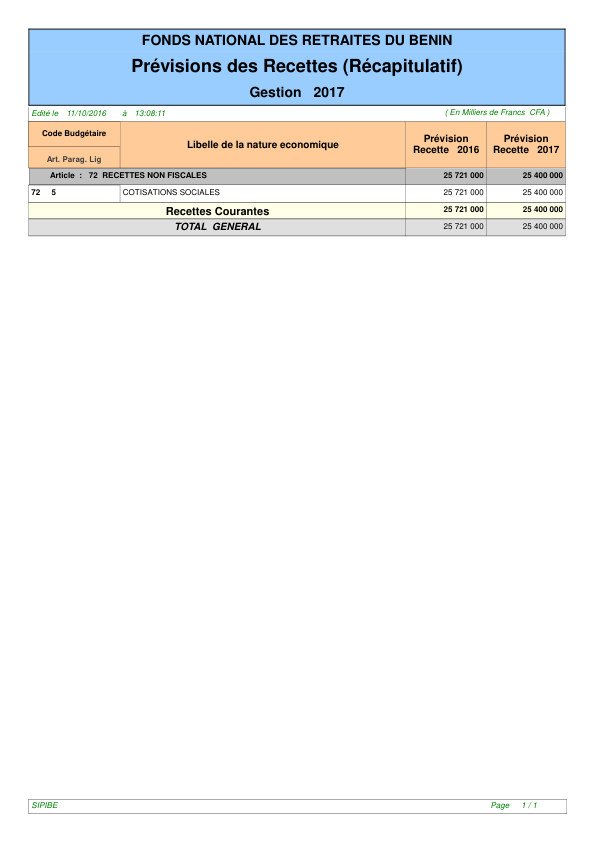 FONDS NATIONAL DES RETRAITES DU BENIN
Prévisions des Recettes (Récapitulatif)
Gestion 2017
Edité le 11/10/2016 à 13:08:11 ( En Milliers de Francs CFA )
Code Budgétaire
Art. Parag. Lig
Libelle de la nature economique
Prévision
Recette 2016
Prévision
Recette 2017
Article : 72 RECETTES NON FISCALES 25 721 000 25 400 000
72 5 COTISATIONS SOCIALES 25 721 000 25 400 000
Recettes Courantes 25 721 000 25 400 000
TOTAL GENERAL 25 721 000 25 400 000
SIPIBE Page 1 / 1